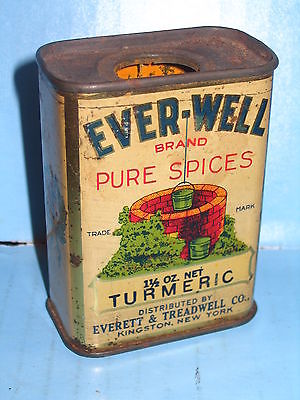 EVER-WELL
BRAND
PURE SPICES
TRADE MARK
1½ OZ. NET
TURMERIC
DISTRIBUTED BY
EVERETT & TREADWELL CO.,
KINGSTON, NEW YORK